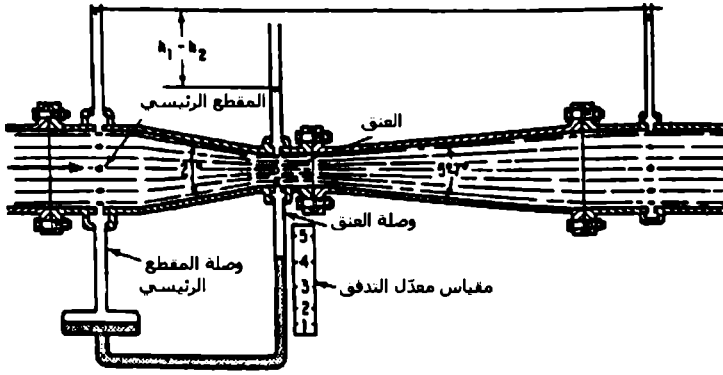 h₁ - h₂
المقطع الرئيسي
العنق
وصلة العنق
وصلة المقطع
الرئيسي
مقياس معدّل التدفق
5
4
3
2
1